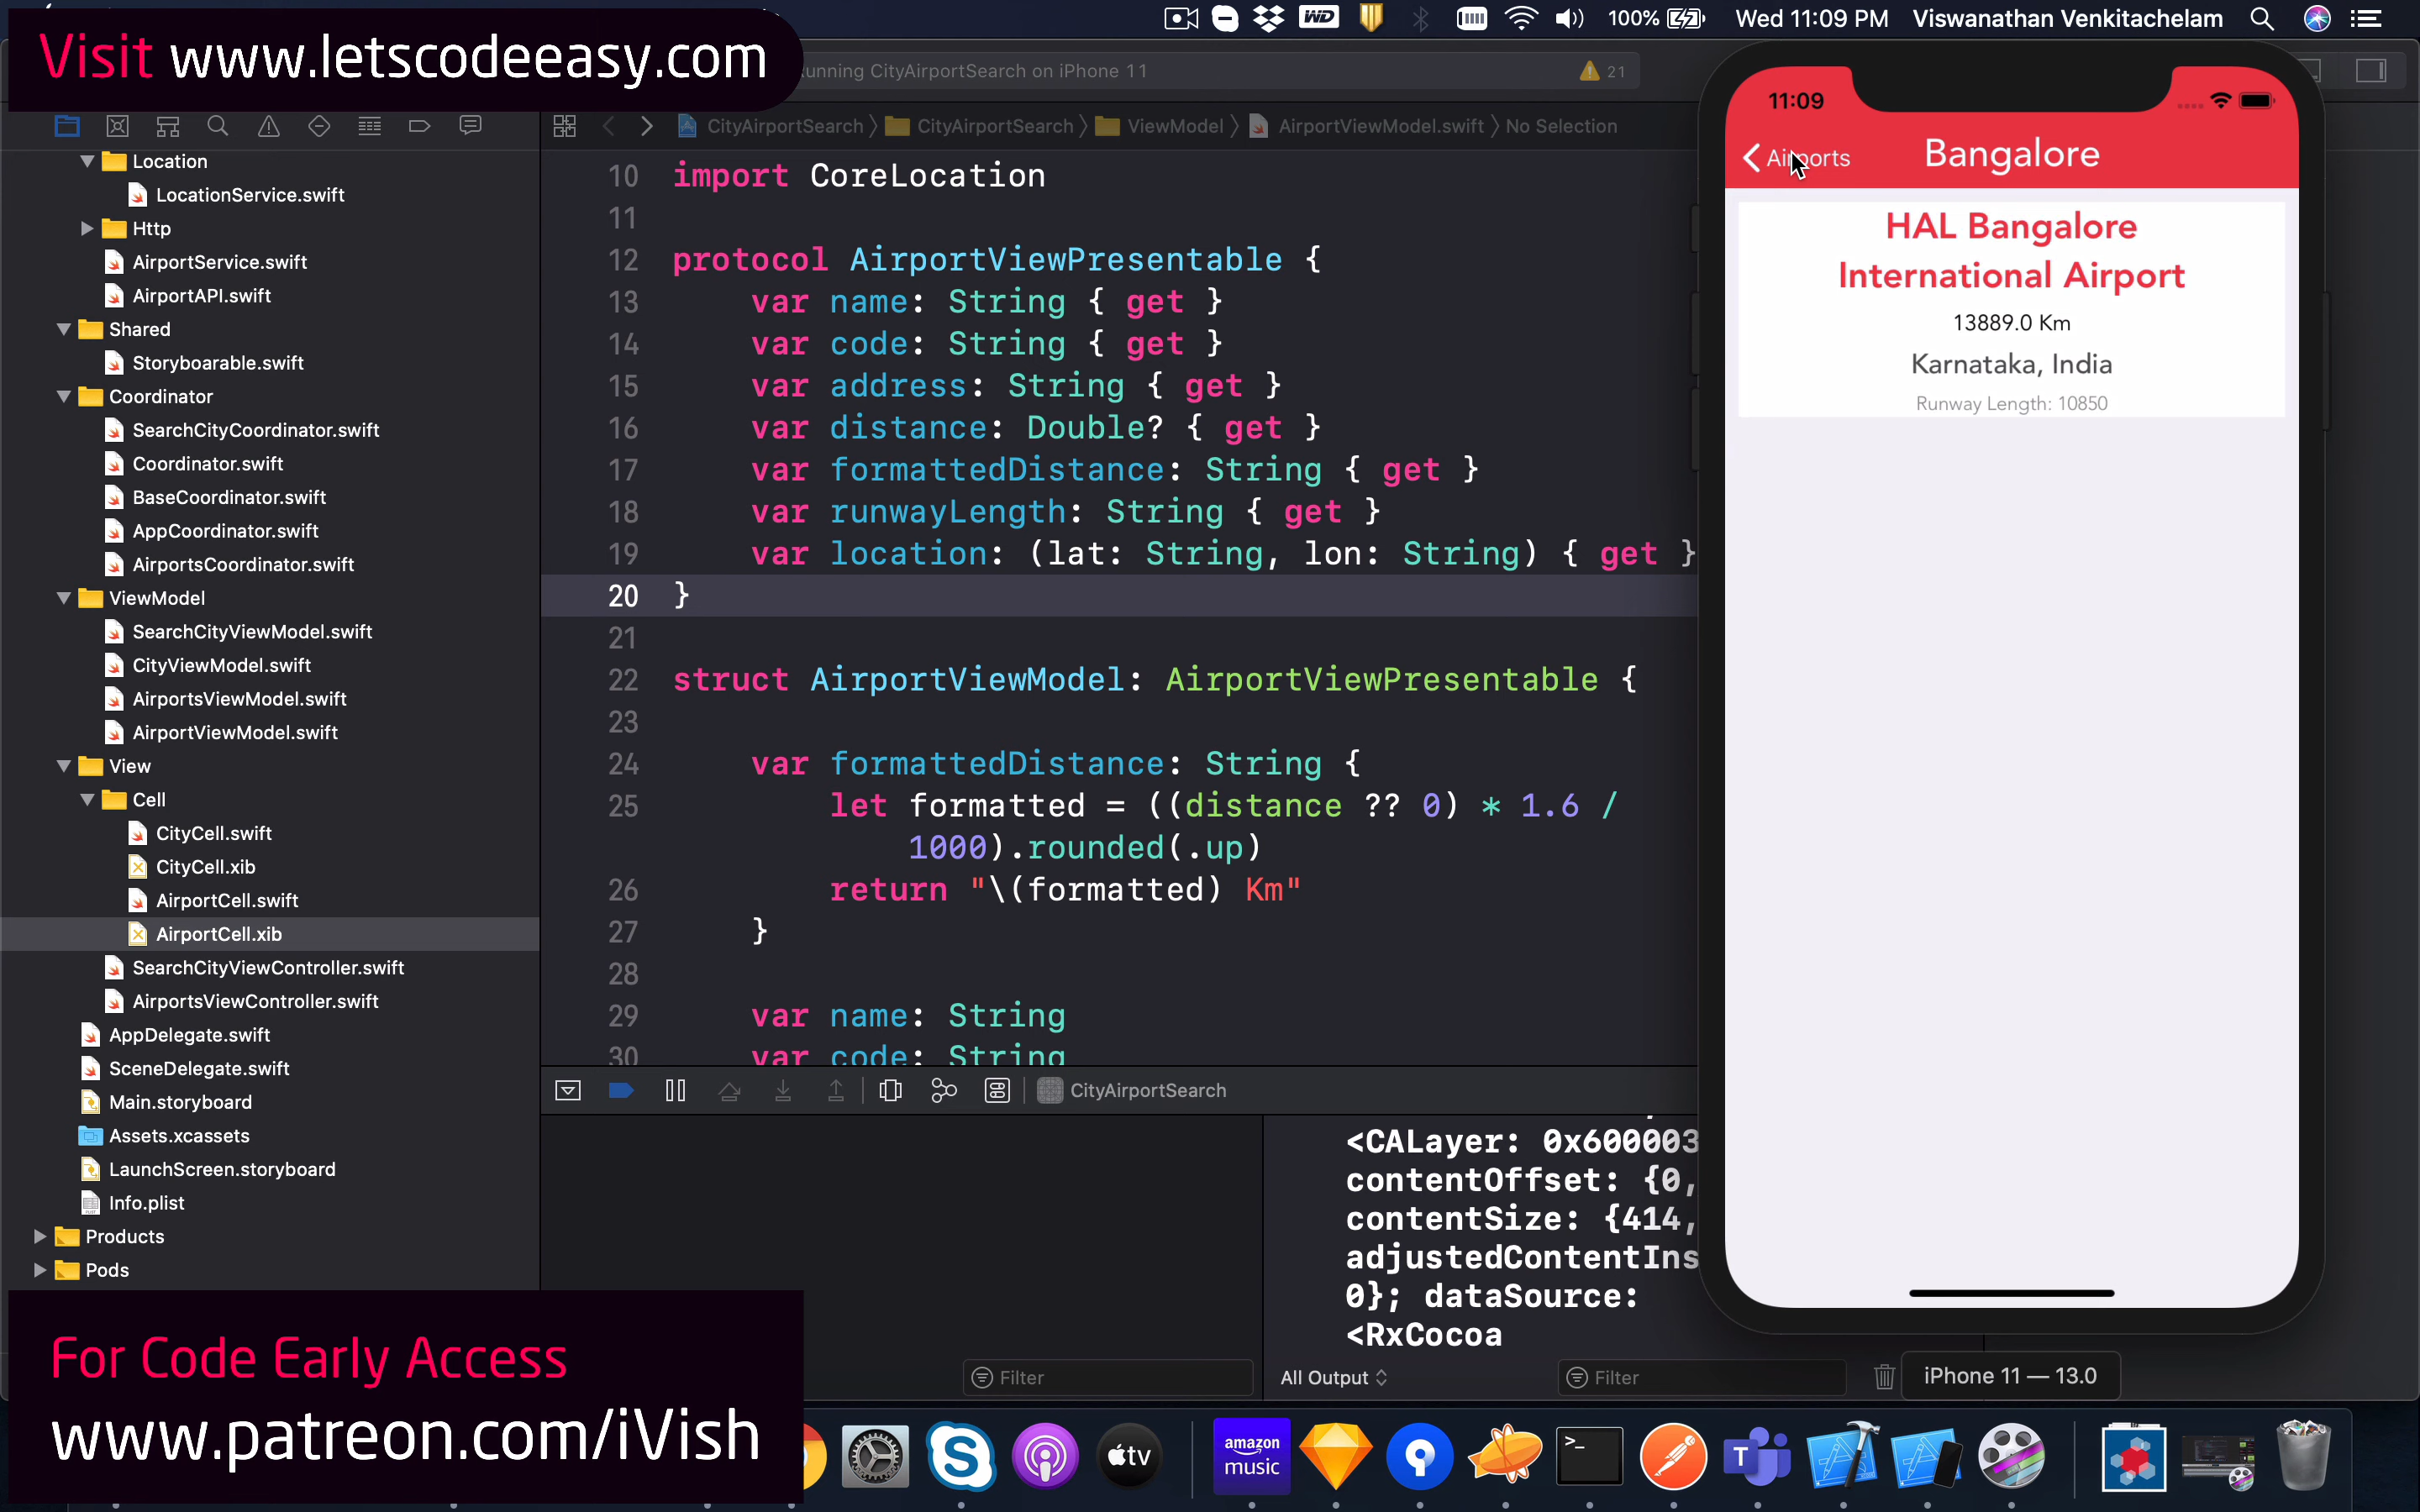 Visit www.letscodeeasy.com
100%
Wed 11:09 PM
Viswanathan Venkitachelam
unning CityAirportSearch on iPhone 11
21
CityAirportSearch
CityAirportSearch
ViewModel
AirportViewModel.swift
No Selection
Location
LocationService.swift
Http
AirportService.swift
AirportAPI.swift
Shared
Storyboarable.swift
Coordinator
SearchCityCoordinator.swift
Coordinator.swift
BaseCoordinator.swift
AppCoordinator.swift
AirportsCoordinator.swift
ViewModel
SearchCityViewModel.swift
CityViewModel.swift
AirportsViewModel.swift
AirportViewModel.swift
View
Cell
CityCell.swift
CityCell.xib
AirportCell.swift
AirportCell.xib
SearchCityViewController.swift
AirportsViewController.swift
AppDelegate.swift
SceneDelegate.swift
Main.storyboard
Assets.xcassets
LaunchScreen.storyboard
Info.plist
Products
Pods
10 import CoreLocation
11
12 protocol AirportViewPresentable {
13 var name: String { get }
14 var code: String { get }
15 var address: String { get }
16 var distance: Double? { get }
17 var formattedDistance: String { get }
18 var runwayLength: String { get }
19 var location: (lat: String, lon: String) { get }
20 }
21
22 struct AirportViewModel: AirportViewPresentable {
23
24 var formattedDistance: String {
25 let formatted = ((distance ?? 0) * 1.6 /
1000).rounded(.up)
26 return "\(formatted) Km"
27 }
28
29 var name: String
30 var code: String
CityAirportSearch
<CALayer: 0x600003
contentOffset: {0,
contentSize: {414,
adjustedContentIns
0}; dataSource:
<RxCocoa
Filter
All Output
Filter
11:09
Airports
Bangalore
HAL Bangalore
International Airport
13889.0 Km
Karnataka, India
Runway Length: 10850
iPhone 11 — 13.0
For Code Early Access
www.patreon.com/iVish
WD
S
tv
amazon
music
>_
T